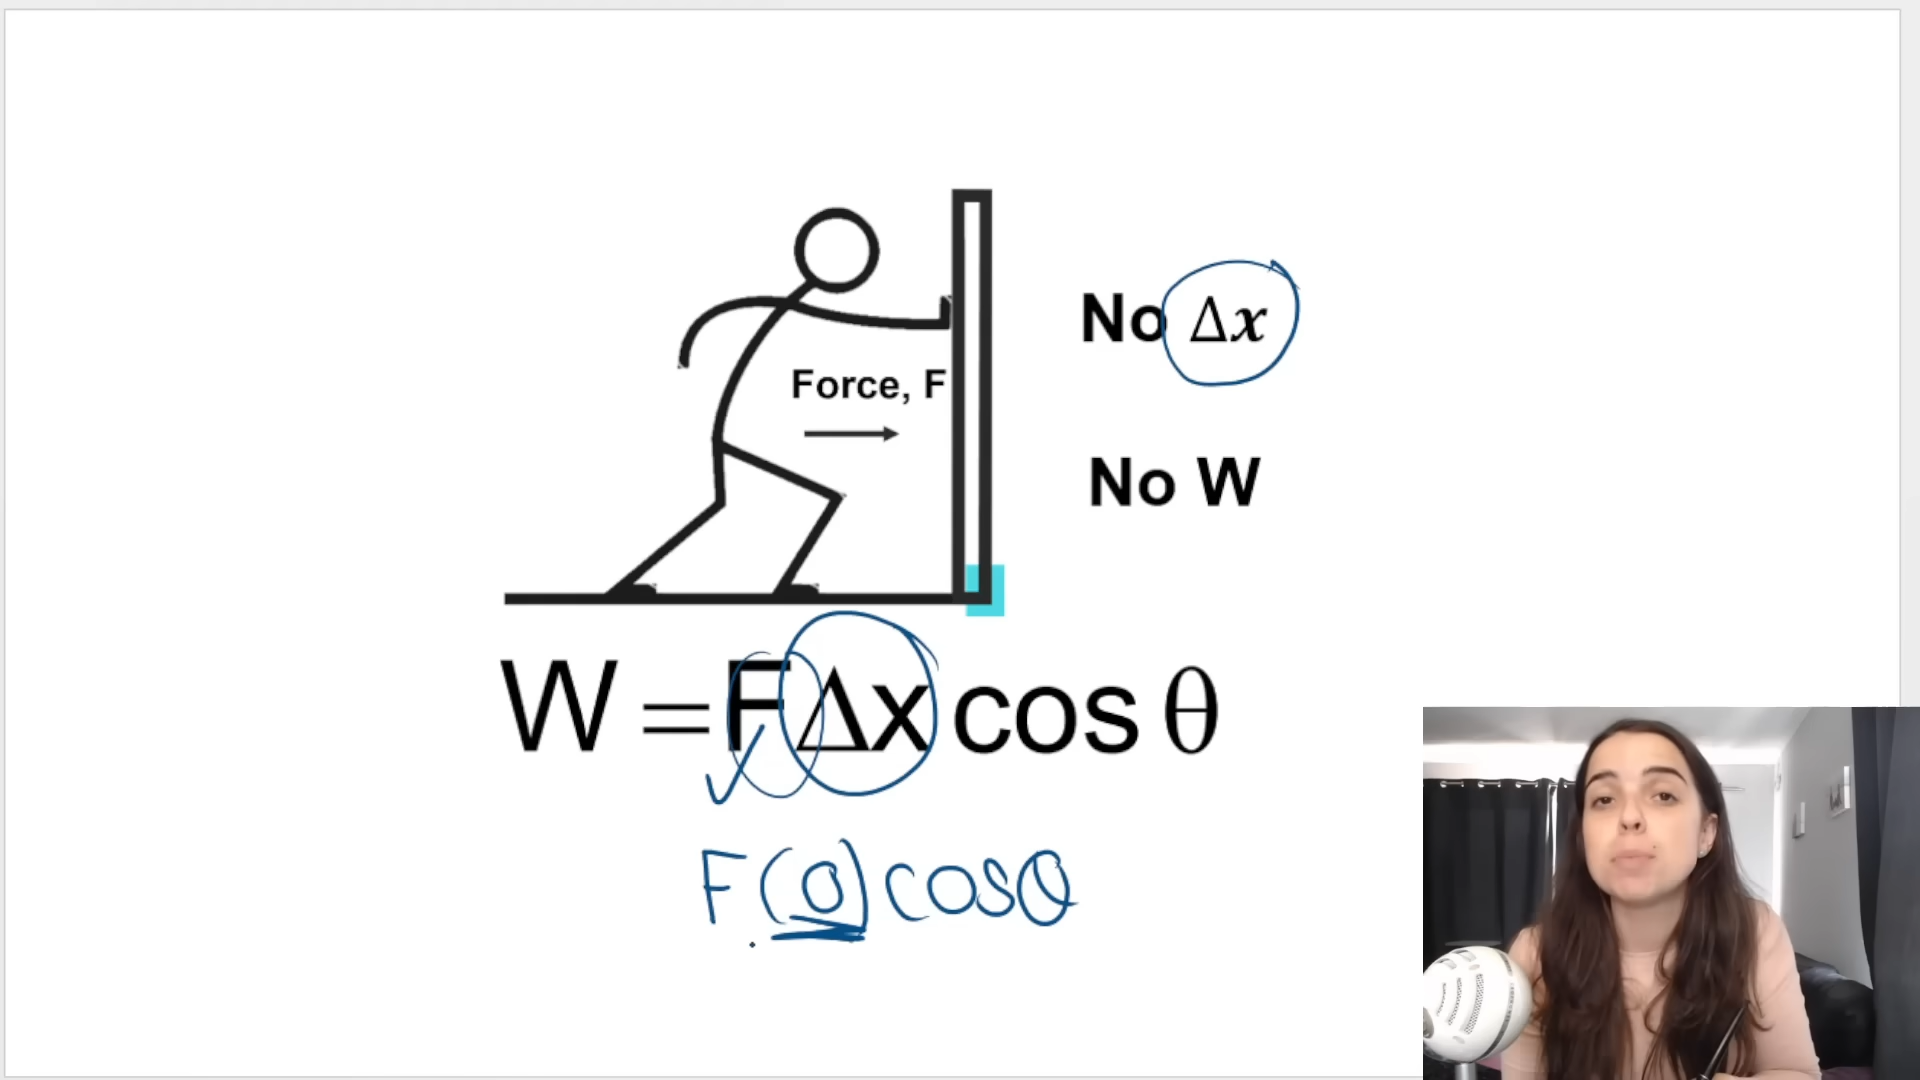 No Δx
Force, F
No W
W = FΔx cos θ
F(0) cosθ